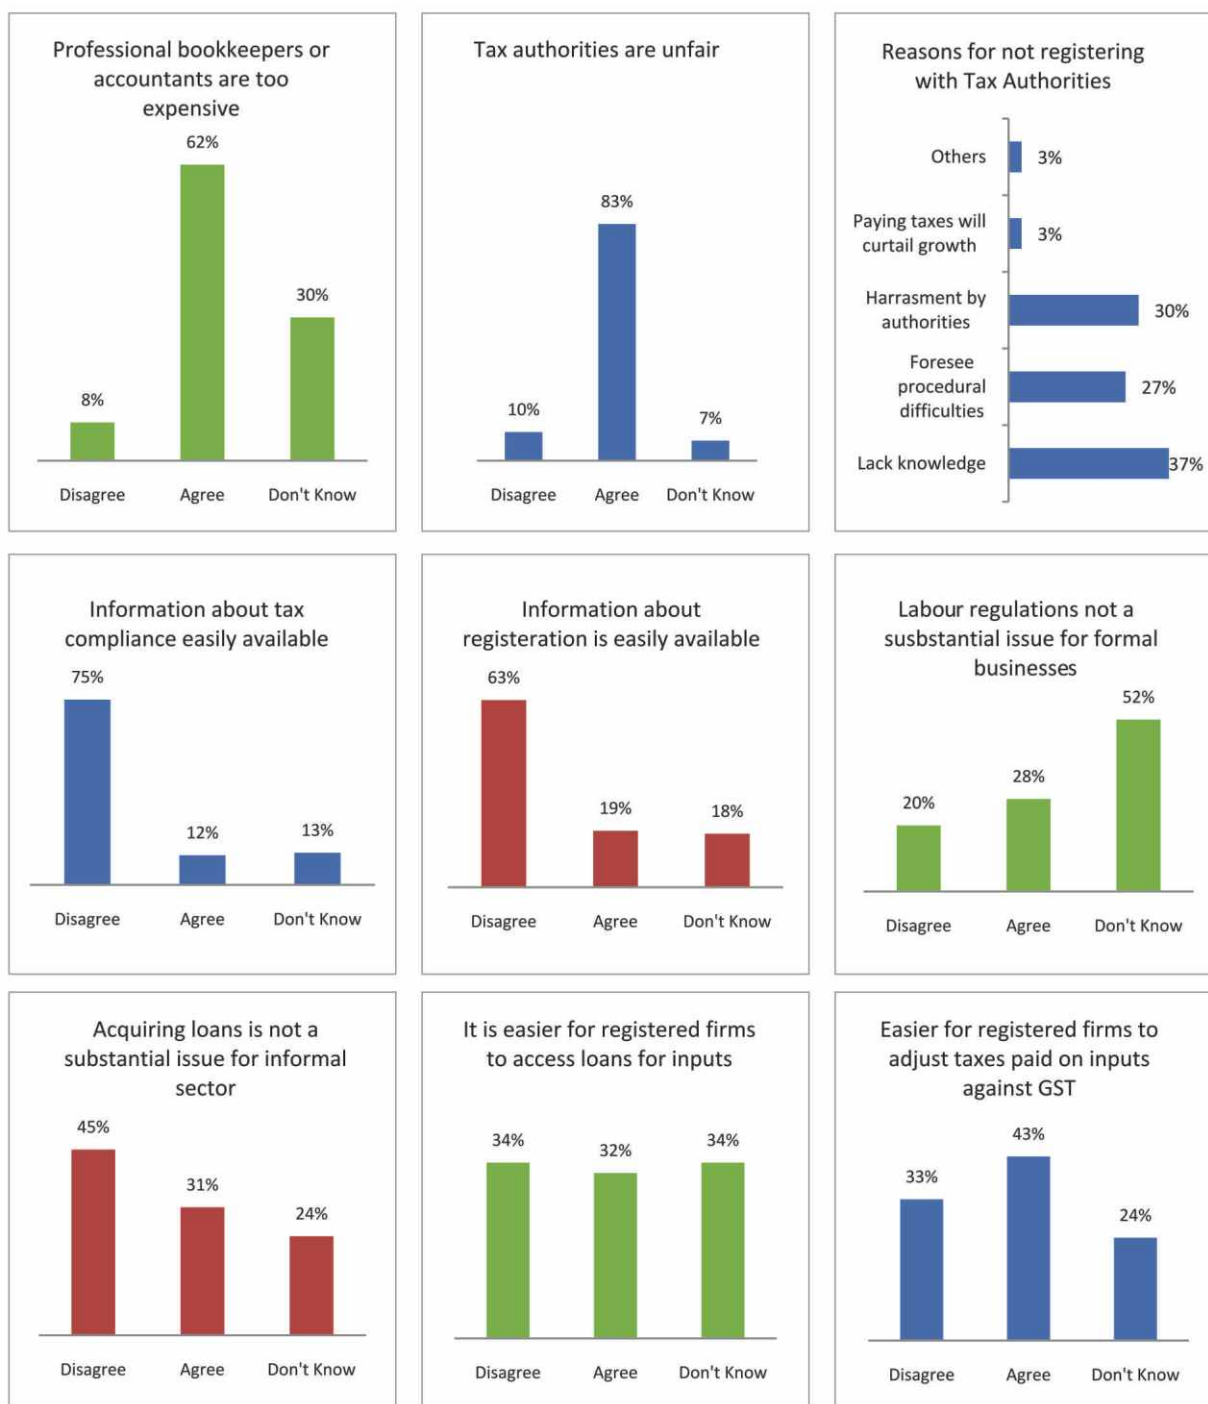 Professional bookkeepers or
accountants are too
expensive
62%
30%
8%
Disagree Agree Don't Know
Tax authorities are unfair
83%
10%
7%
Disagree Agree Don't Know
Reasons for not registering
with Tax Authorities
Others 3%
Paying taxes will
curtail growth
3%
Harrasment by
authorities
30%
Foresee
procedural
difficulties
27%
Lack knowledge 37%
Information about tax
compliance easily available
75%
12% 13%
Disagree Agree Don't Know
Information about
registeration is easily available
63%
19% 18%
Disagree Agree Don't Know
Labour regulations not a
susbstantial issue for formal
businesses
52%
28%
20%
Disagree Agree Don't Know
Acquiring loans is not a
substantial issue for informal
sector
45%
31%
24%
Disagree Agree Don't Know
It is easier for registered firms
to access loans for inputs
34% 32% 34%
Disagree Agree Don't Know
Easier for registered firms to
adjust taxes paid on inputs
against GST
43%
33%
24%
Disagree Agree Don't Know